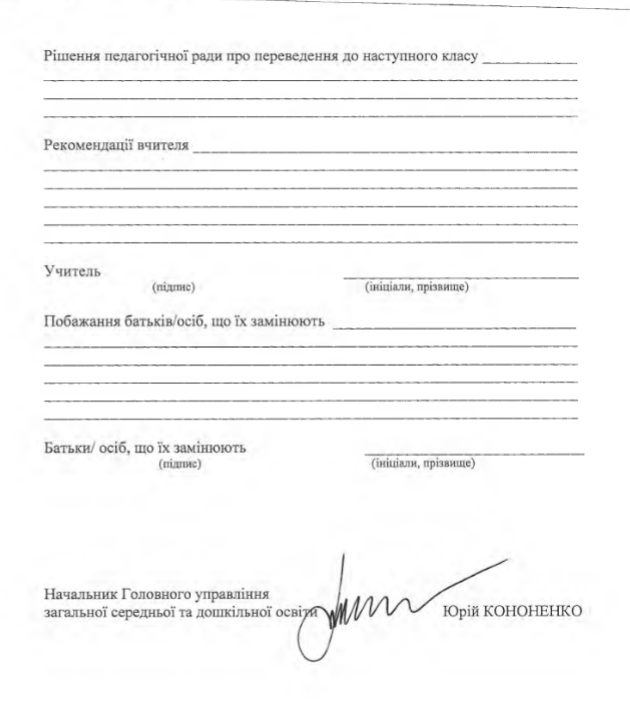 Рішення педагогічної ради про переведення до наступного класу
Рекомендації вчителя
Учитель
(підпис)
(ініціали, прізвище)
Побажання батьків/осіб, що їх замінюють
Батьки/ осіб, що їх замінюють
(підпис)
(ініціали, прізвище)
Начальник Головного управління
загальної середньої та дошкільної освіти
Юрій КОНОНЕНКО